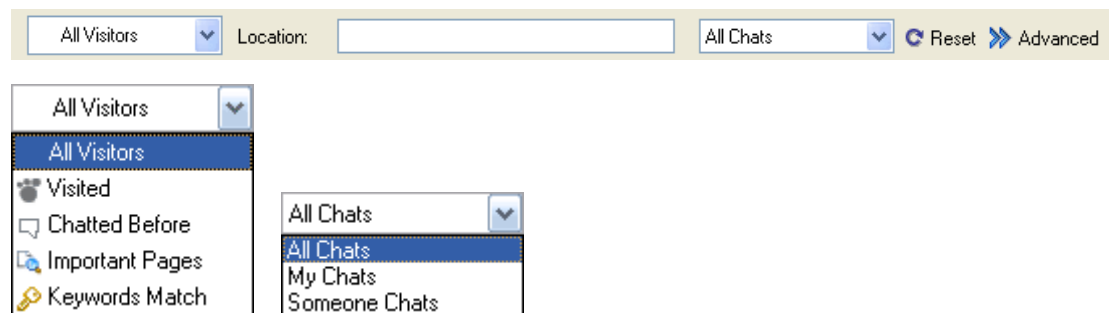 All Visitors Location: All Chats Reset Advanced
All Visitors
All Visitors
Visited
Chatted Before
Important Pages
Keywords Match
All Chats
All Chats
My Chats
Someone Chats